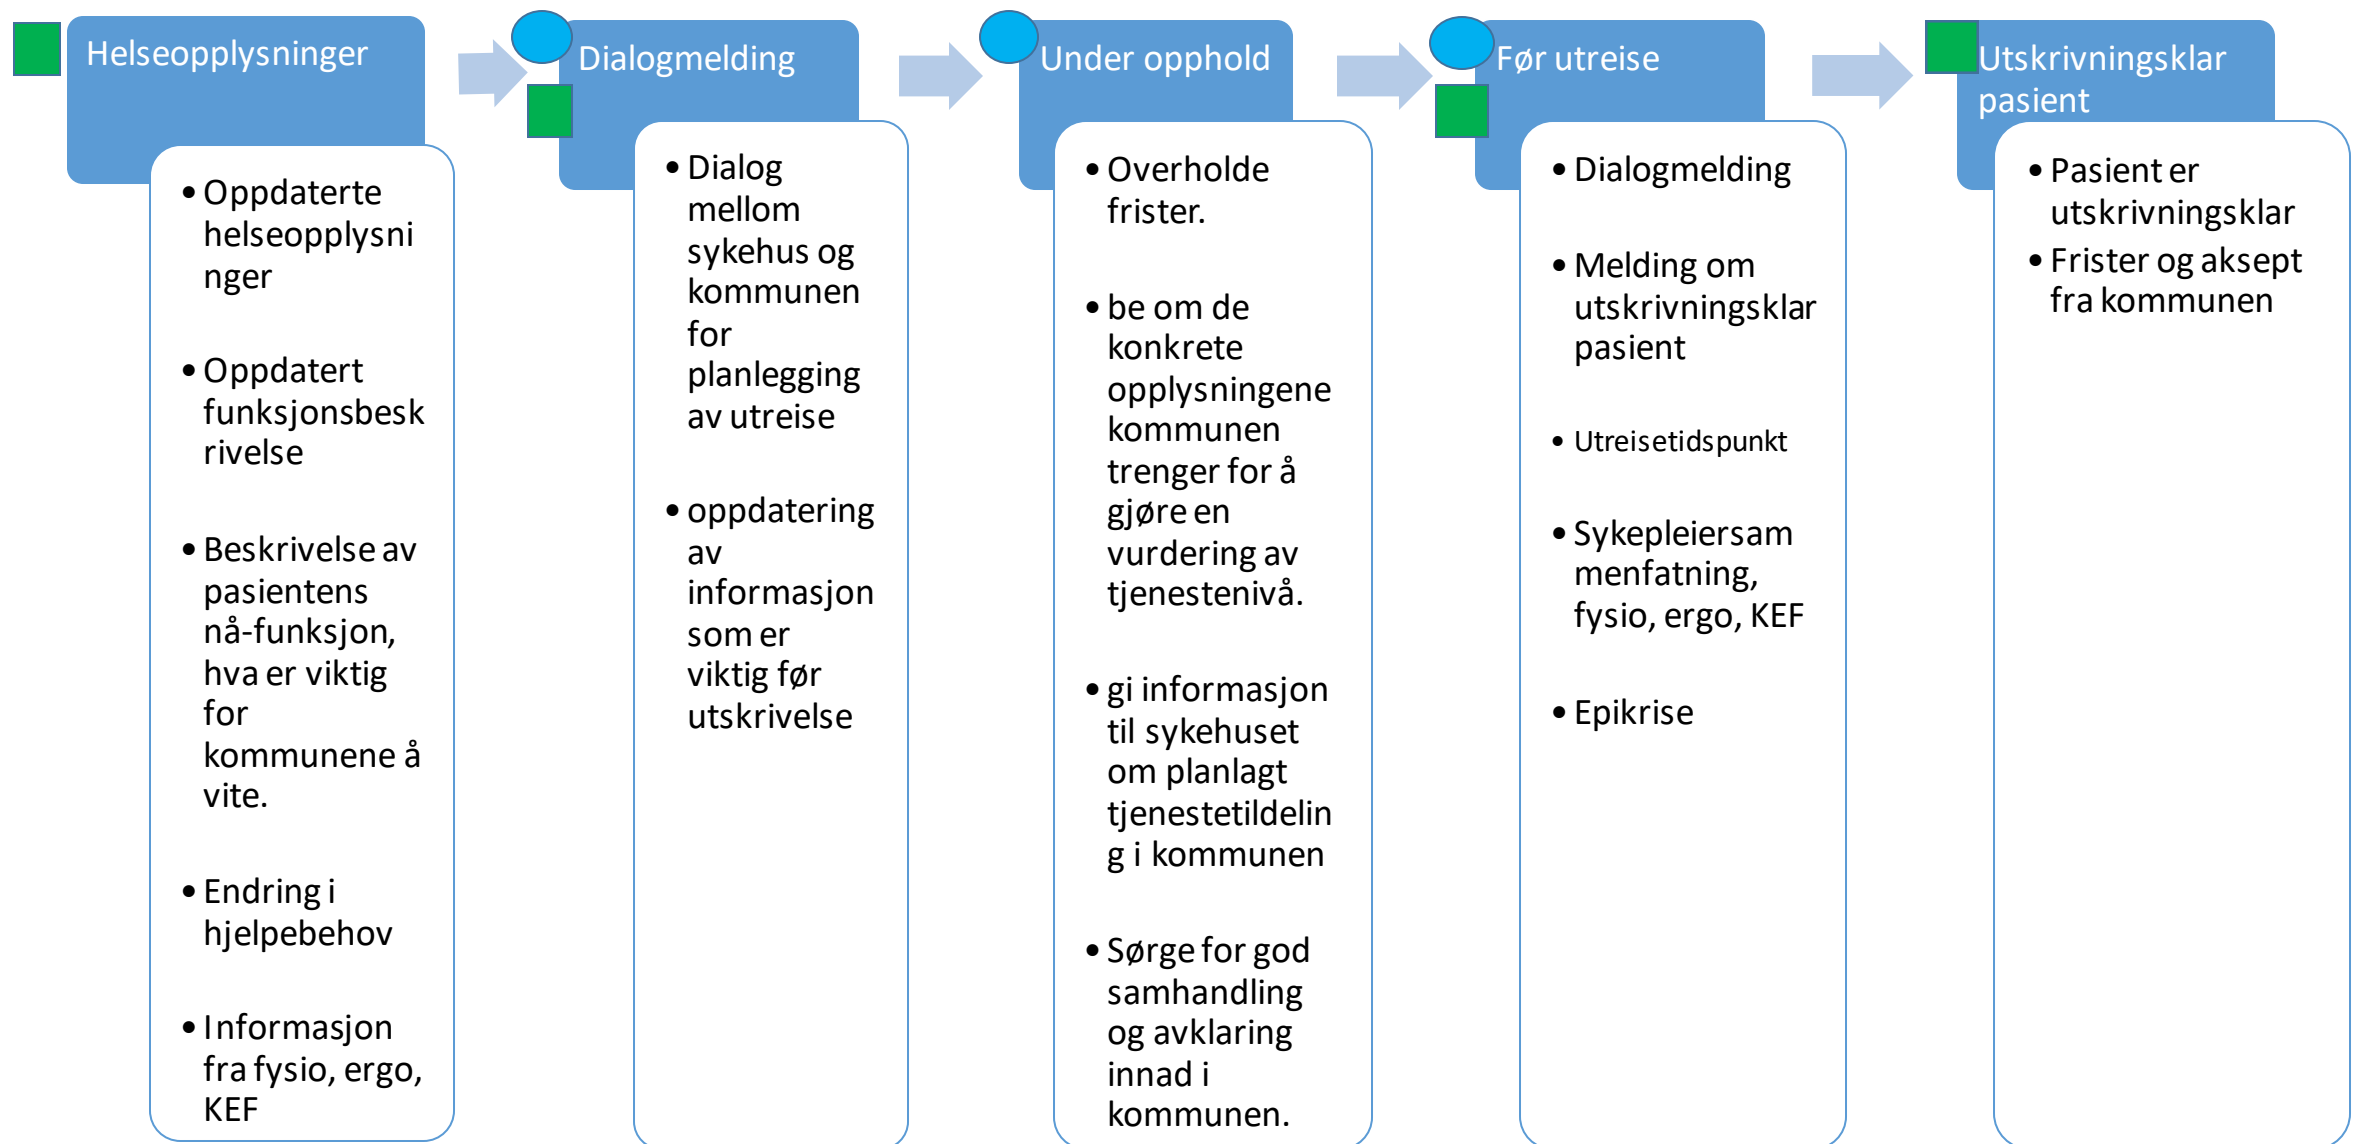 Helseopplysninger
• Oppdaterte
helseopplysni
nger
• Oppdatert
funksjonsbesk
rivelse
• Beskrivelse av
pasientens
nå-funksjon,
hva er viktig
for
kommunene å
vite.
• Endring i
hjelpebehov
• Informasjon
fra fysio, ergo,
KEF
Dialogmelding
• Dialog
mellom
sykehus og
kommunen
for
planlegging
av utreise
• oppdatering
av
informasjon
som er
viktig før
utskrivelse
Under opphold
• Overholde
frister.
• be om de
konkrete
opplysningene
kommunen
trenger for å
gjøre en
vurdering av
tjenestenivå.
• gi informasjon
til sykehuset
om planlagt
tjenestetildelin
g i kommunen
• Sørge for god
samhandling
og avklaring
innad i
kommunen.
Før utreise
• Dialogmelding
• Melding om
utskrivningsklar
pasient
• Utreisetidspunkt
• Sykepleiersam
menfatning,
fysio, ergo, KEF
• Epikrise
Utskrivningsklar
pasient
• Pasient er
utskrivningsklar
• Frister og aksept
fra kommunen